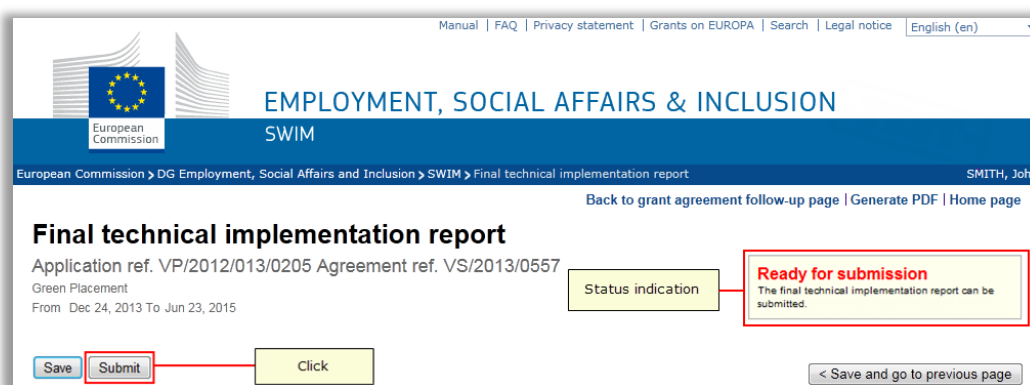 Manual | FAQ | Privacy statement | Grants on EUROPA | Search | Legal notice English (en)
EMPLOYMENT, SOCIAL AFFAIRS & INCLUSION
European
Commission
SWIM
European Commission > DG Employment, Social Affairs and Inclusion > SWIM > Final technical implementation report SMITH, Joh
Back to grant agreement follow-up page | Generate PDF | Home page
Final technical implementation report
Application ref. VP/2012/013/0205 Agreement ref. VS/2013/0557
Green Placement
From Dec 24, 2013 To Jun 23, 2015
Status indication
Ready for submission
The final technical implementation report can be
submitted.
Save Submit Click < Save and go to previous page